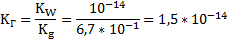 K_Г = K_W / K_g = 10^{-14} / 6,7 * 10^{-1} = 1,5 * 10^{-14}